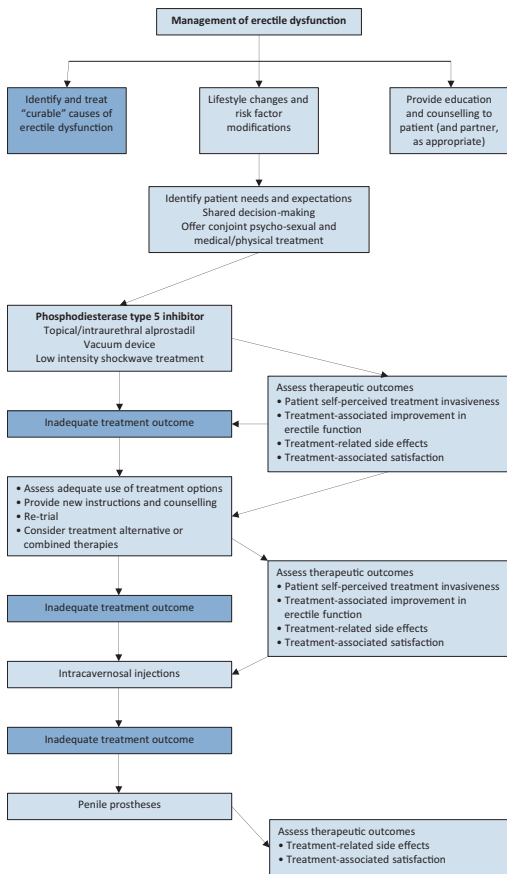 Management of erectile dysfunction
Identify and treat
“curable” causes of
erectile dysfunction
Lifestyle changes and
risk factor
modifications
Provide education
and counselling to
patient (and partner,
as appropriate)
Identify patient needs and expectations
Shared decision-making
Offer conjoint psycho-sexual and
medical/physical treatment
Phosphodiesterase type 5 inhibitor
Topical/intraurethral alprostadil
Vacuum device
Low intensity shockwave treatment
Assess therapeutic outcomes
• Patient self-perceived treatment invasiveness
• Treatment-associated improvement in
erectile function
• Treatment-related side effects
• Treatment-associated satisfaction
Inadequate treatment outcome
• Assess adequate use of treatment options
• Provide new instructions and counselling
• Re-trial
• Consider treatment alternative or
combined therapies
Assess therapeutic outcomes
• Patient self-perceived treatment invasiveness
• Treatment-associated improvement in
erectile function
• Treatment-related side effects
• Treatment-associated satisfaction
Inadequate treatment outcome
Intracavernosal injections
Inadequate treatment outcome
Penile prostheses
Assess therapeutic outcomes
• Treatment-related side effects
• Treatment-associated satisfaction